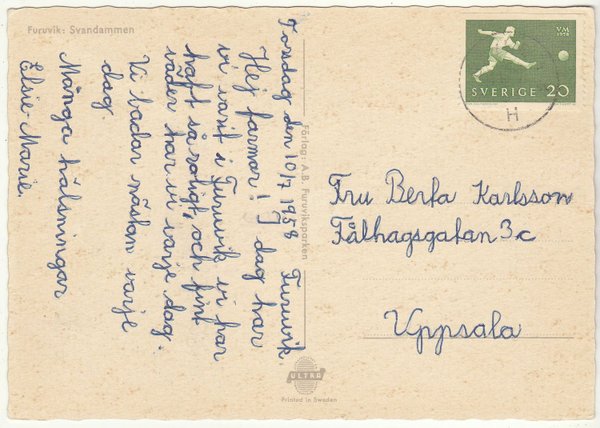 Furuvik: Svandammen
Torsdag den 10/7 1958 Furuvik
Hej farmor! I dag har
vi varit i Furuvik vi har
haft så roligt, och fint
väder har vi varje dag.
Vi badar nästan varje
dag.
Många hälsningar
Elsie-Marie.
Förlag: A.B. Furuviksparken
ULTRA
Printed in Sweden
VM
1958
SVERIGE 20
H
Fru Berta Karlsson
Fålhagsgatan 3c
Uppsala